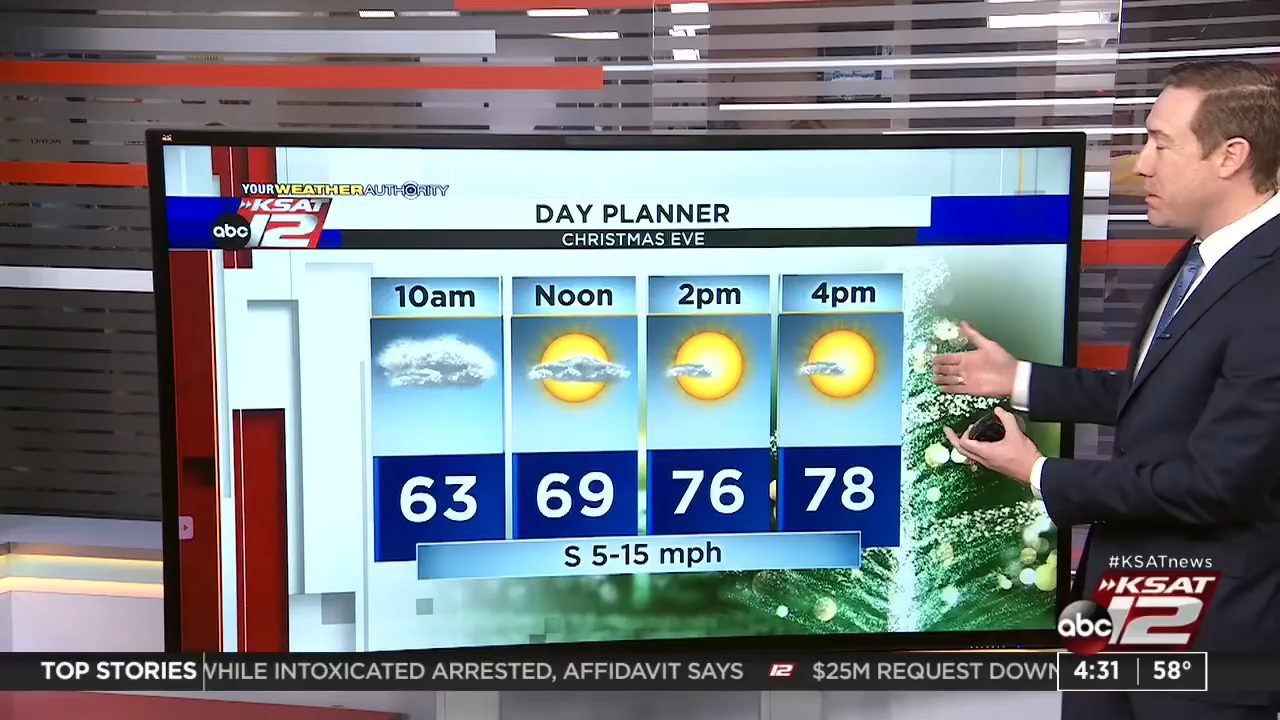 YOUR WEATHER AUTHORITY
KSAT
abc 12
DAY PLANNER
CHRISTMAS EVE
10am Noon 2pm 4pm
63 69 76 78
S 5-15 mph
#KSATnews
KSAT
abc 12
TOP STORIES WHILE INTOXICATED ARRESTED, AFFIDAVIT SAYS 12 $25M REQUEST DOWN 4:31 58°